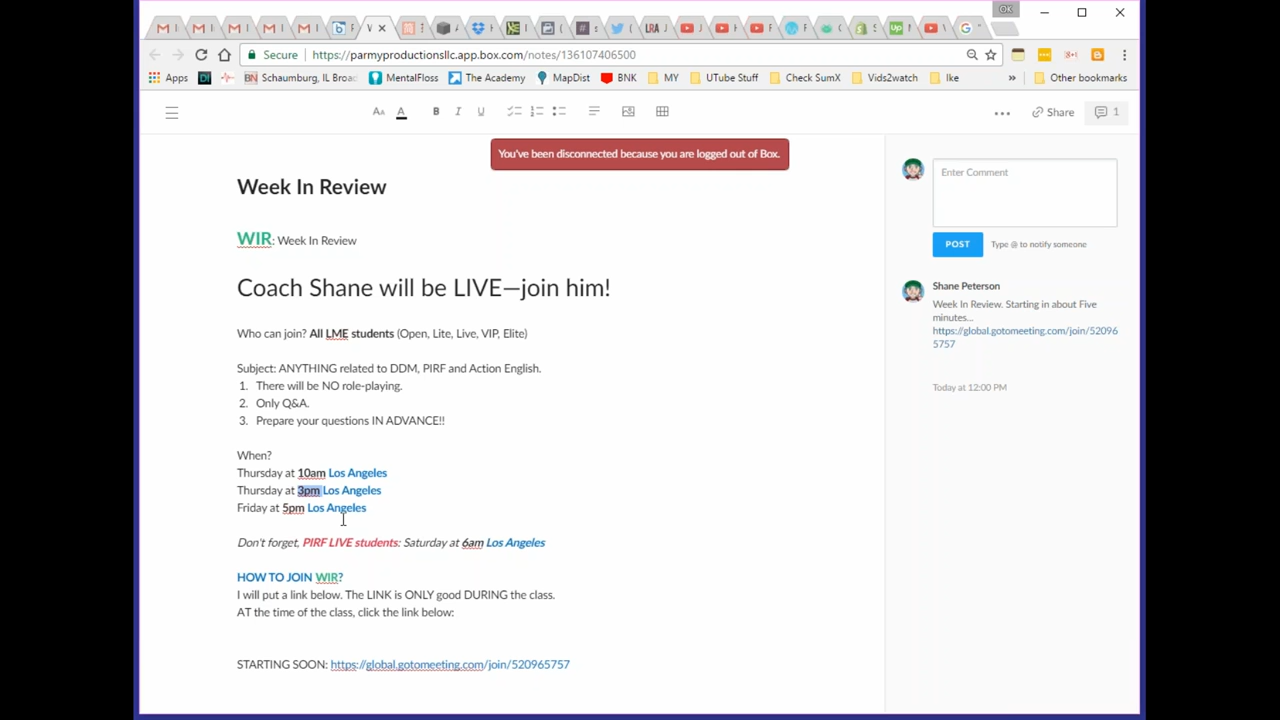 OK
Secure
https://parmyproductionsllc.app.box.com/notes/136107406500
Apps
Schaumburg, IL Broad
MentalFloss
The Academy
MapDist
BNK
MY
UTube Stuff
Check SumX
Vids2watch
Ike
»
Other bookmarks
Share
1
You've been disconnected because you are logged out of Box.
Week In Review
WIR: Week In Review
Coach Shane will be LIVE—join him!
Who can join? All LME students (Open, Lite, Live, VIP, Elite)
Subject: ANYTHING related to DDM, PIRF and Action English.
1. There will be NO role-playing.
2. Only Q&A.
3. Prepare your questions IN ADVANCE!!
When?
Thursday at 10am Los Angeles
Thursday at 3pm Los Angeles
Friday at 5pm Los Angeles
Don't forget, PIRF LIVE students: Saturday at 6am Los Angeles
HOW TO JOIN WIR?
I will put a link below. The LINK is ONLY good DURING the class.
AT the time of the class, click the link below:
STARTING SOON: https://global.gotomeeting.com/join/520965757
Enter Comment
POST
Type @ to notify someone
Shane Peterson
Week In Review. Starting in about Five
minutes...
https://global.gotomeeting.com/join/52096
5757
Today at 12:00 PM